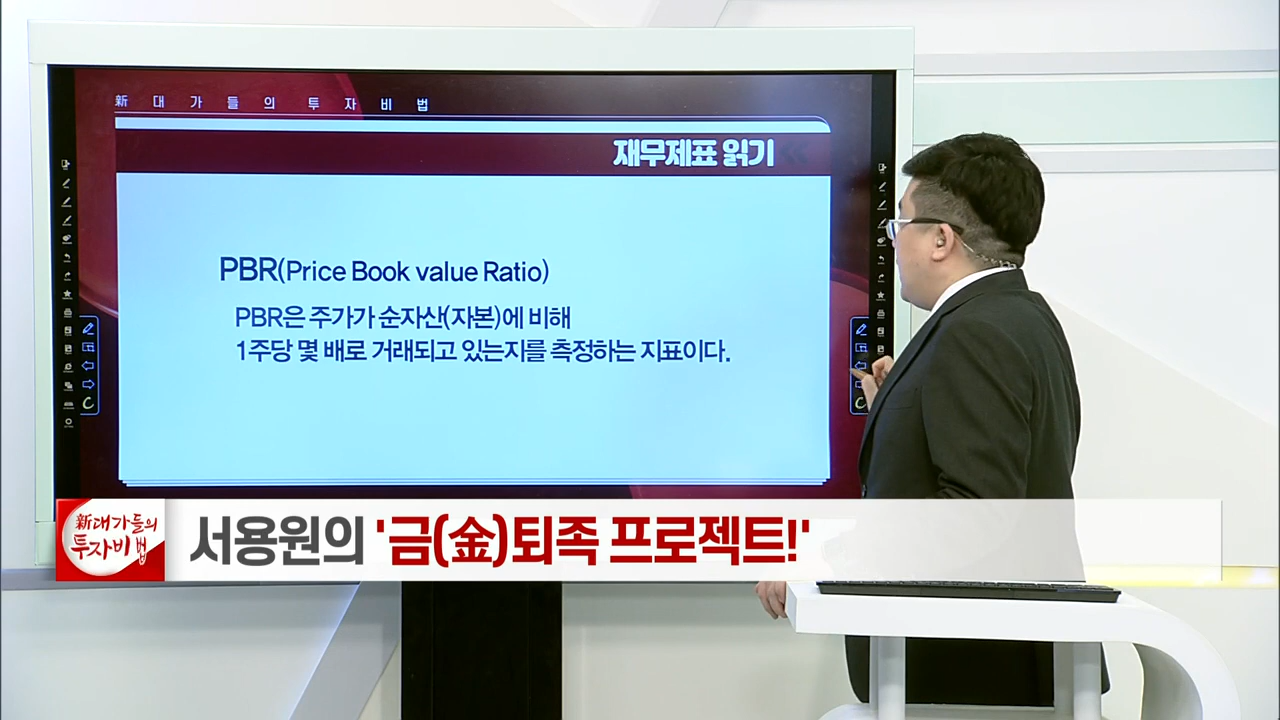 新 대 가 들 의 투 자 비 법
재무제표 읽기
PBR(Price Book value Ratio)
PBR은 주가가 순자산(자본)에 비해
1주당 몇 배로 거래되고 있는지를 측정하는 지표이다.
新대가들의
투자비법
서용원의 '금(金)퇴족 프로젝트!'